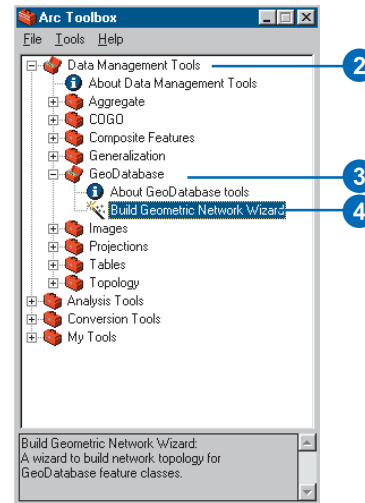 Arc Toolbox
File Tools Help
Data Management Tools
2
About Data Management Tools
Aggregate
COGO
Composite Features
Generalization
GeoDatabase
3
About GeoDatabase tools
Build Geometric Network Wizard
4
Images
Projections
Tables
Topology
Analysis Tools
Conversion Tools
My Tools
Build Geometric Network Wizard:
A wizard to build network topology for
GeoDatabase feature classes.